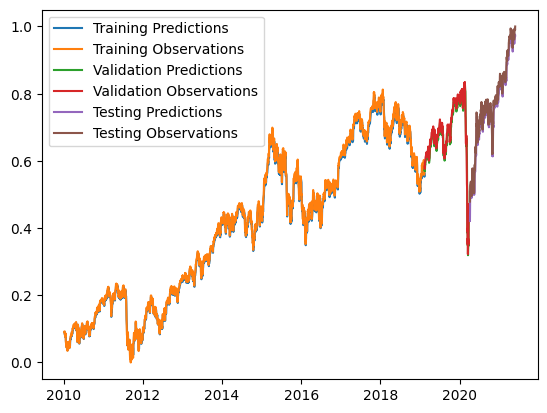 Training Predictions
Training Observations
Validation Predictions
Validation Observations
Testing Predictions
Testing Observations
1.0
0.8
0.6
0.4
0.2
0.0
2010 2012 2014 2016 2018 2020